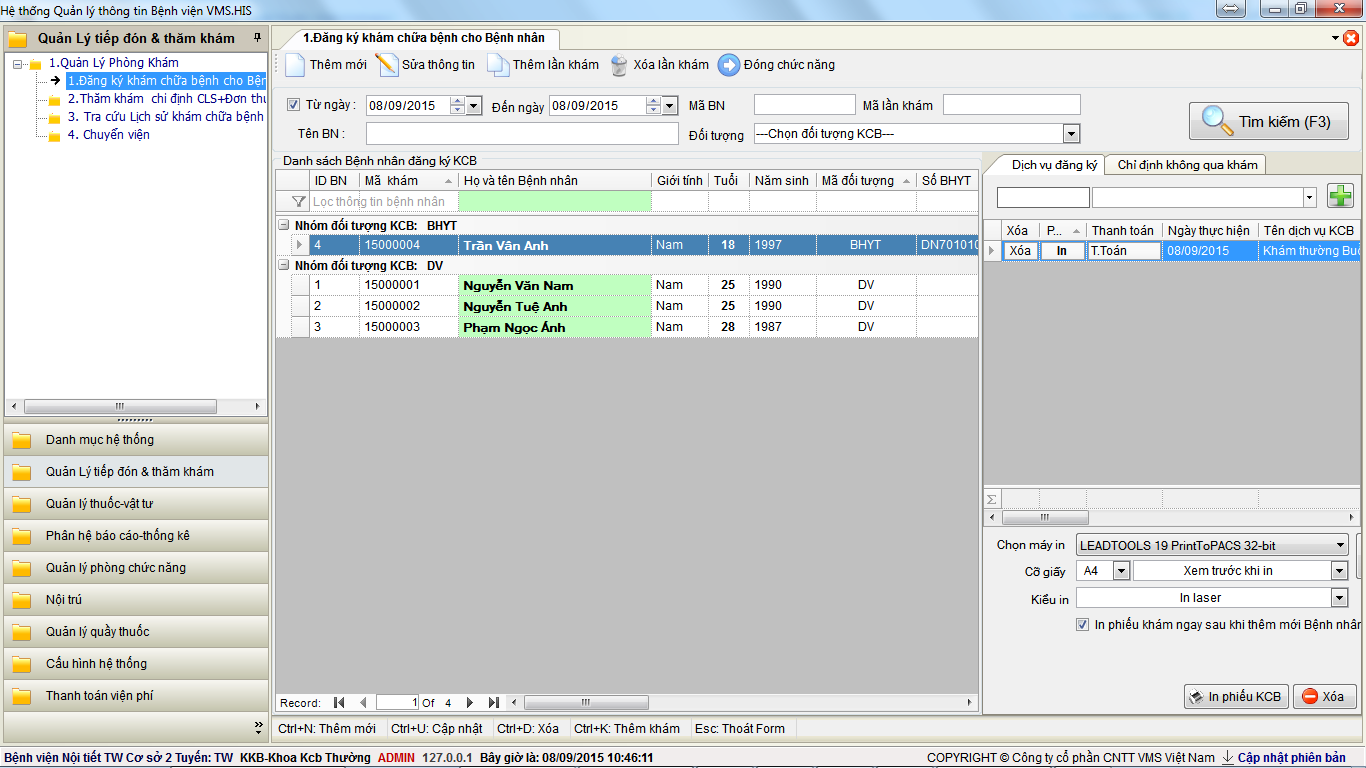 Hệ thống Quản lý thông tin Bệnh viện VMS.HIS
Quản Lý tiếp đón & thăm khám
1.Quản Lý Phòng Khám
1.Đăng ký khám chữa bệnh cho Bện
2.Thăm khám chỉ định CLS+Đơn thu
3. Tra cứu Lịch sử khám chữa bệnh
4. Chuyển viện
Danh mục hệ thống
Quản Lý tiếp đón & thăm khám
Quản lý thuốc-vật tư
Phân hệ báo cáo-thống kê
Quản lý phòng chức năng
Nội trú
Quản lý quầy thuốc
Cấu hình hệ thống
Thanh toán viện phí
1.Đăng ký khám chữa bệnh cho Bệnh nhân
Thêm mới Sửa thông tin Thêm lần khám Xóa lần khám Đóng chức năng
Từ ngày : 08/09/2015 Đến ngày 08/09/2015 Mã BN Mã lần khám
Tên BN : Đối tượng ---Chọn đối tượng KCB---
Tìm kiếm (F3)
Danh sách Bệnh nhân đăng ký KCB
ID BN Mã khám Họ và tên Bệnh nhân Giới tính Tuổi Năm sinh Mã đối tượng Số BHYT
Lọc thông tin bệnh nhân
Nhóm đối tượng KCB: BHYT
4 15000004 Trần Vân Anh Nam 18 1997 BHYT DN701010
Nhóm đối tượng KCB: DV
1 15000001 Nguyễn Văn Nam Nam 25 1990 DV
2 15000002 Nguyễn Tuệ Anh Nam 25 1990 DV
3 15000003 Phạm Ngọc Ánh Nam 28 1987 DV
Record: 1 Of 4
Ctrl+N: Thêm mới Ctrl+U: Cập nhật Ctrl+D: Xóa Ctrl+K: Thêm khám Esc: Thoát Form
Dịch vụ đăng ký Chỉ định không qua khám
Xóa P... Thanh toán Ngày thực hiện Tên dịch vụ KCB
Xóa In T.Toán 08/09/2015 Khám thường Buổ
Chọn máy in LEADTOOLS 19 PrintToPACS 32-bit
Cỡ giấy A4 Xem trước khi in
Kiểu in In laser
In phiếu khám ngay sau khi thêm mới Bệnh nhân
In phiếu KCB Xóa
Bệnh viện Nội tiết TW Cơ sở 2 Tuyến: TW KKB-Khoa Kcb Thường ADMIN 127.0.0.1 Bây giờ là: 08/09/2015 10:46:11 COPYRIGHT © Công ty cổ phần CNTT VMS Việt Nam Cập nhật phiên bản